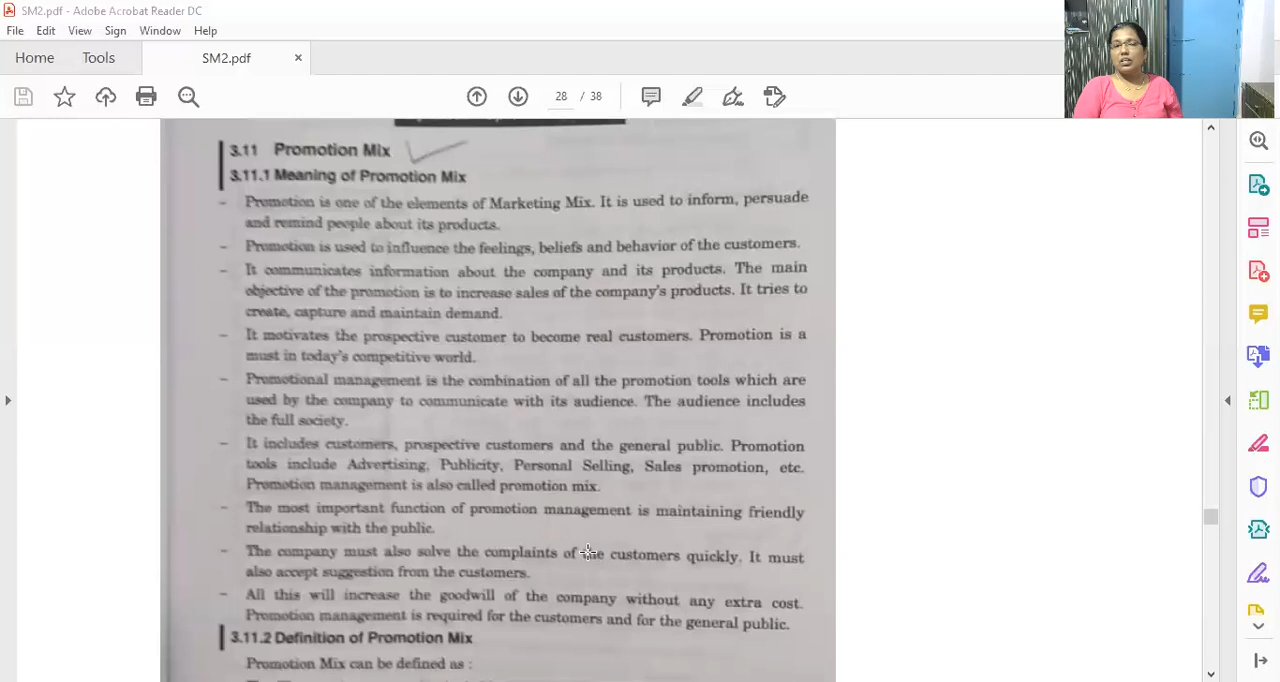 SM2.pdf - Adobe Acrobat Reader DC
File Edit View Sign Window Help
Home Tools SM2.pdf ×
28 / 38
3.11 Promotion Mix
3.11.1 Meaning of Promotion Mix
- Promotion is one of the elements of Marketing Mix. It is used to inform, persuade
and remind people about its products.
- Promotion is used to influence the feelings, beliefs and behavior of the customers.
- It communicates information about the company and its products. The main
objective of the promotion is to increase sales of the company's products. It tries to
create, capture and maintain demand.
- It motivates the prospective customer to become real customers. Promotion is a
must in today's competitive world.
- Promotional management is the combination of all the promotion tools which are
used by the company to communicate with its audience. The audience includes
the full society.
- It includes customers, prospective customers and the general public. Promotion
tools include Advertising, Publicity, Personal Selling, Sales promotion, etc.
Promotion management is also called promotion mix.
- The most important function of promotion management is maintaining friendly
relationship with the public.
- The company must also solve the complaints of the customers quickly. It must
also accept suggestion from the customers.
- All this will increase the goodwill of the company without any extra cost.
Promotion management is required for the customers and for the general public.
3.11.2 Definition of Promotion Mix
Promotion Mix can be defined as :